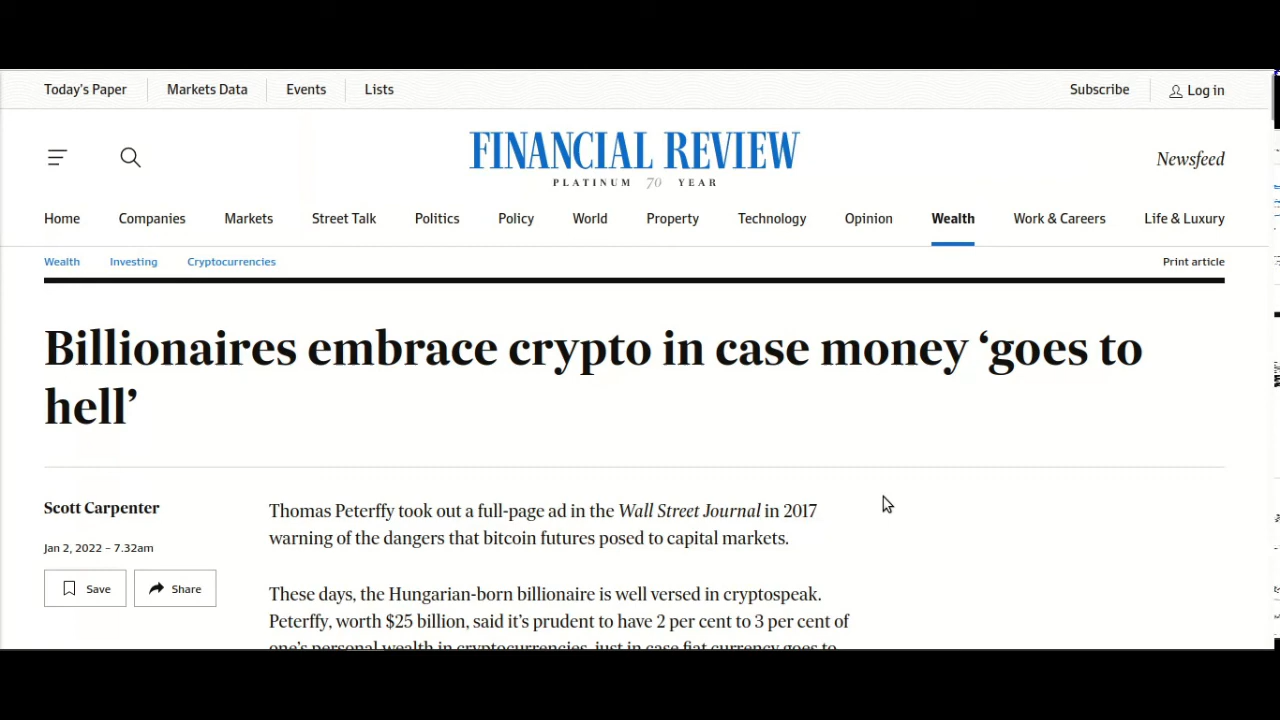 Today's Paper Markets Data Events Lists Subscribe Log in
FINANCIAL REVIEW
PLATINUM 70 YEAR
Newsfeed
Home Companies Markets Street Talk Politics Policy World Property Technology Opinion Wealth Work & Careers Life & Luxury
Wealth Investing Cryptocurrencies Print article
Billionaires embrace crypto in case money ‘goes to
hell’
Scott Carpenter
Jan 2, 2022 – 7.32am
Save Share
Thomas Peterffy took out a full-page ad in the Wall Street Journal in 2017
warning of the dangers that bitcoin futures posed to capital markets.
These days, the Hungarian-born billionaire is well versed in cryptospeak.
Peterffy, worth $25 billion, said it’s prudent to have 2 per cent to 3 per cent of
one’s personal wealth in cryptocurrencies, just in case fiat currency goes to